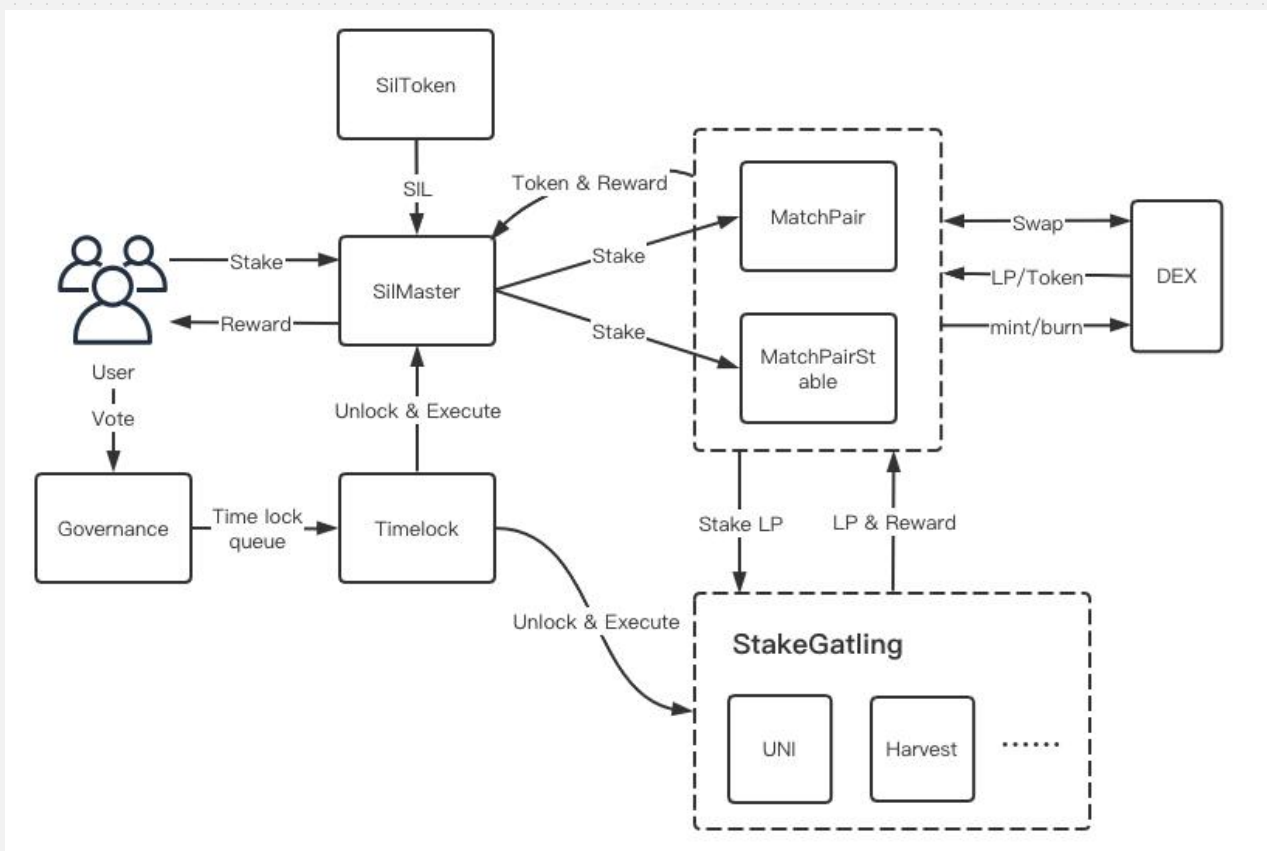 SilToken
SIL
Token & Reward
MatchPair
Stake
Stake
SilMaster
Stake
Reward
Swap
LP/Token
DEX
mint/burn
MatchPairSt
able
User
Vote
Unlock & Execute
Governance
Time lock
queue
Timelock
Stake LP
LP & Reward
Unlock & Execute
StakeGatling
UNI
Harvest
......